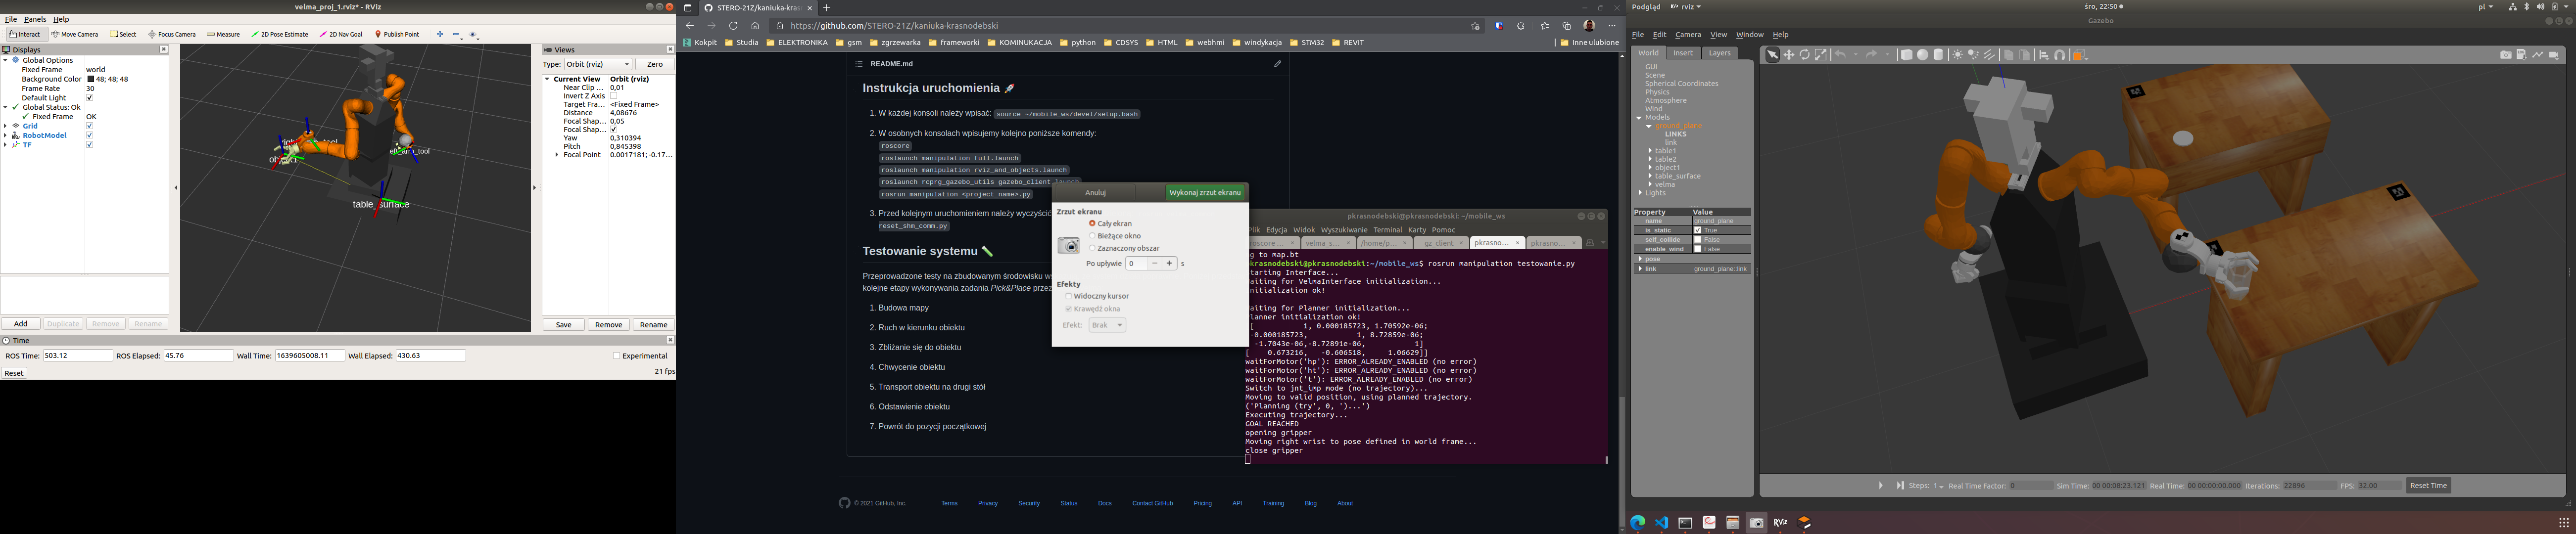 velma_proj_1.rviz* - RViz
File Panels Help
Interact Move Camera Select Focus Camera Measure 2D Pose Estimate 2D Nav Goal Publish Point
Displays
Global Options
Fixed Frame world
Background Color 48; 48; 48
Frame Rate 30
Default Light
Global Status: Ok
Fixed Frame OK
Grid
RobotModel
TF
Add Duplicate Remove Rename
table_surface
Views
Type: Orbit (rviz) Zero
Current View Orbit (rviz)
Near Clip ... 0,01
Invert Z Axis
Target Fra... <Fixed Frame>
Distance 4,08676
Focal Shap... 0,05
Focal Shap...
Yaw 0,310394
Pitch 0,845398
Focal Point 0.0017181; -0.17...
Save Remove Rename
Time
ROS Time: 503.12 ROS Elapsed: 45.76 Wall Time: 1639605008.11 Wall Elapsed: 430.63 Experimental
Reset 21 fps
STERO-21Z/kaniuka-kras
https://github.com/STERO-21Z/kaniuka-krasnodebski
Kokpit Studia ELEKTRONIKA gsm zgrzewarka frameworki KOMINUKACJA python CDSYS HTML webhmi windykacja STM32 REVIT Inne ulubione
README.md
Instrukcja uruchomienia 🚀
1. W każdej konsoli należy wpisać: source ~/mobile_ws/devel/setup.bash
2. W osobnych konsolach wpisujemy kolejno poniższe komendy:
roscore
roslaunch manipulation full.launch
roslaunch manipulation rviz_and_objects.launch
roslaunch rcprg_gazebo_utils gazebo_client.launch
rosrun manipulation <project_name>.py
3. Przed kolejnym uruchomieniem należy wyczyścić
reset_shm_comm.py
Testowanie systemu
Przeprowadzone testy na zbudowanym środowisku
kolejne etapy wykonywania zadania Pick&Place przez
1. Budowa mapy
2. Ruch w kierunku obiektu
3. Zbliżanie się do obiektu
4. Chwycenie obiektu
5. Transport obiektu na drugi stół
6. Odstawienie obiektu
7. Powrót do pozycji początkowej
© 2021 GitHub, Inc. Terms Privacy Security Status Docs Contact GitHub Pricing API Training Blog About
Anuluj Wykonaj zrzut ekranu
Zrzut ekranu
Cały ekran
Bieżące okno
Zaznaczony obszar
Po upływie 0 − + s
Efekty
Widoczny kursor
Krawędź okna
Efekt: Brak
pkrasnodebski@pkrasnodebski: ~/mobile_ws
Plik Edycja Widok Wyszukiwanie Terminal Karty Pomoc
roscore ... velma_s... /home/p... gz_client pkrasno... pkrasno...
g to map.bt
pkrasnodebski@pkrasnodebski:~/mobile_ws$ rosrun manipulation testowanie.py
tarting Interface...
aiting for VelmaInterface initialization...
nitialization ok!
aiting for Planner initialization...
lanner initialization ok!
[ 1, 0.000185723, 1.70592e-06;
-0.000185723, 1, 8.72859e-06;
-1.7043e-06,-8.72891e-06, 1]
[ 0.673216, -0.606518, 1.06629]]
waitForMotor('hp'): ERROR_ALREADY_ENABLED (no error)
waitForMotor('ht'): ERROR_ALREADY_ENABLED (no error)
waitForMotor('t'): ERROR_ALREADY_ENABLED (no error)
Switch to jnt_imp mode (no trajectory)...
Moving to valid position, using planned trajectory.
('Planning (try', 0, ')...')
Executing trajectory...
GOAL REACHED
opening gripper
Moving right wrist to pose defined in world frame...
close gripper
Podgląd rviz śro, 22:50 pl
Gazebo
File Edit Camera View Window Help
World Insert Layers
GUI
Scene
Spherical Coordinates
Physics
Atmosphere
Wind
Models
ground_plane
LINKS
link
table1
table2
object1
table_surface
velma
Lights
Property Value
name ground_plane
is_static True
self_collide False
enable_wind False
pose
link ground_plane: link
Steps: 1 Real Time Factor: 0 Sim Time: 00 00:08:23.121 Real Time: 00 00:00:00.000 Iterations: 22896 FPS: 32.00 Reset Time
RViz